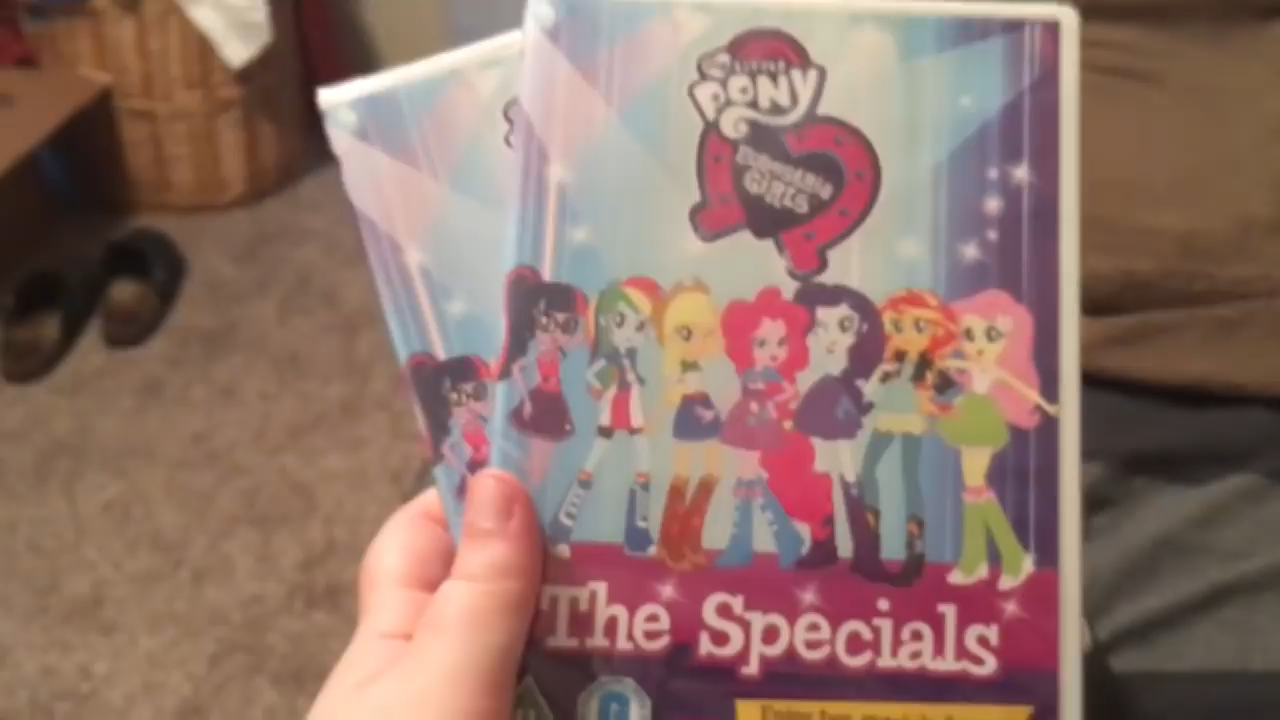 MY LITTLE
PONY
EQUESTRIA
GIRLS
The Specials
U